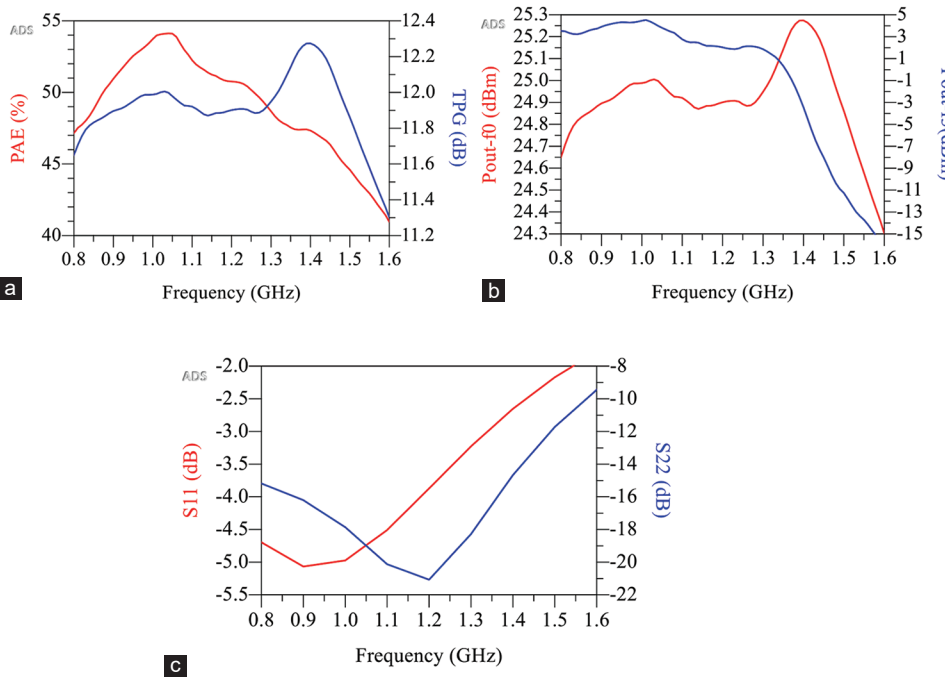 ADS
55
50
45
40
PAE (%)
12.4
12.2
12.0
11.8
11.6
11.4
11.2
TPG (dB)
0.8 0.9 1.0 1.1 1.2 1.3 1.4 1.5 1.6
Frequency (GHz)
a
ADS
25.3
25.2
25.1
25.0
24.9
24.8
24.7
24.6
24.5
24.4
24.3
Pout-f0 (dBm)
5
3
1
-1
-3
-5
-7
-9
-11
-13
-15
0.8 0.9 1.0 1.1 1.2 1.3 1.4 1.5 1.6
Frequency (GHz)
b
ADS
-2.0
-2.5
-3.0
-3.5
-4.0
-4.5
-5.0
-5.5
S11 (dB)
-8
-10
-12
-14
-16
-18
-20
-22
S22 (dB)
0.8 0.9 1.0 1.1 1.2 1.3 1.4 1.5 1.6
Frequency (GHz)
c